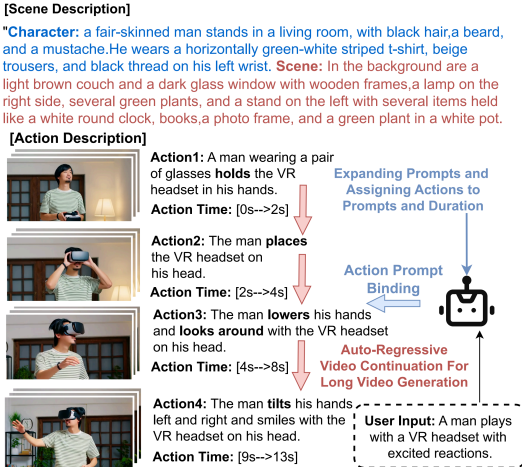 [Scene Description]
"Character: a fair-skinned man stands in a living room, with black hair,a beard,
and a mustache.He wears a horizontally green-white striped t-shirt, beige
trousers, and black thread on his left wrist. Scene: In the background are a
light brown couch and a dark glass window with wooden frames,a lamp on the
right side, several green plants, and a stand on the left with several items held
like a white round clock, books,a photo frame, and a green plant in a white pot.
[Action Description]
Action1: A man wearing a pair
of glasses holds the VR
headset in his hands.
Action Time: [0s-->2s]
Expanding Prompts and
Assigning Actions to
Prompts and Duration
Action2: The man places
the VR headset on
his head.
Action Time: [2s-->4s]
Action Prompt
Binding
Action3: The man lowers his hands
and looks around with the VR headset
on his head.
Action Time: [4s-->8s]
Auto-Regressive
Video Continuation For
Long Video Generation
Action4: The man tilts his hands
left and right and smiles with the
VR headset on his head.
Action Time: [9s-->13s]
User Input: A man plays
with a VR headset with
excited reactions.